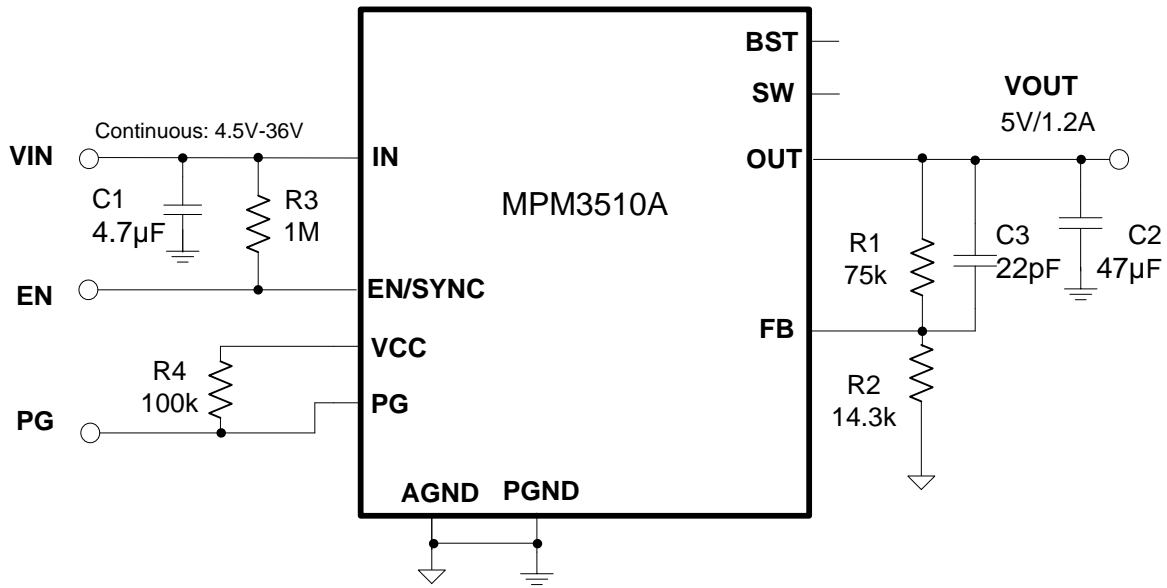 BST
SW
VOUT
5V/1.2A
Continuous: 4.5V-36V
VIN
IN
OUT
MPM3510A
C1
4.7µF
R3
1M
R1
75k
C3
22pF
C2
47µF
EN
EN/SYNC
FB
VCC
R4
100k
PG
PG
R2
14.3k
AGND
PGND